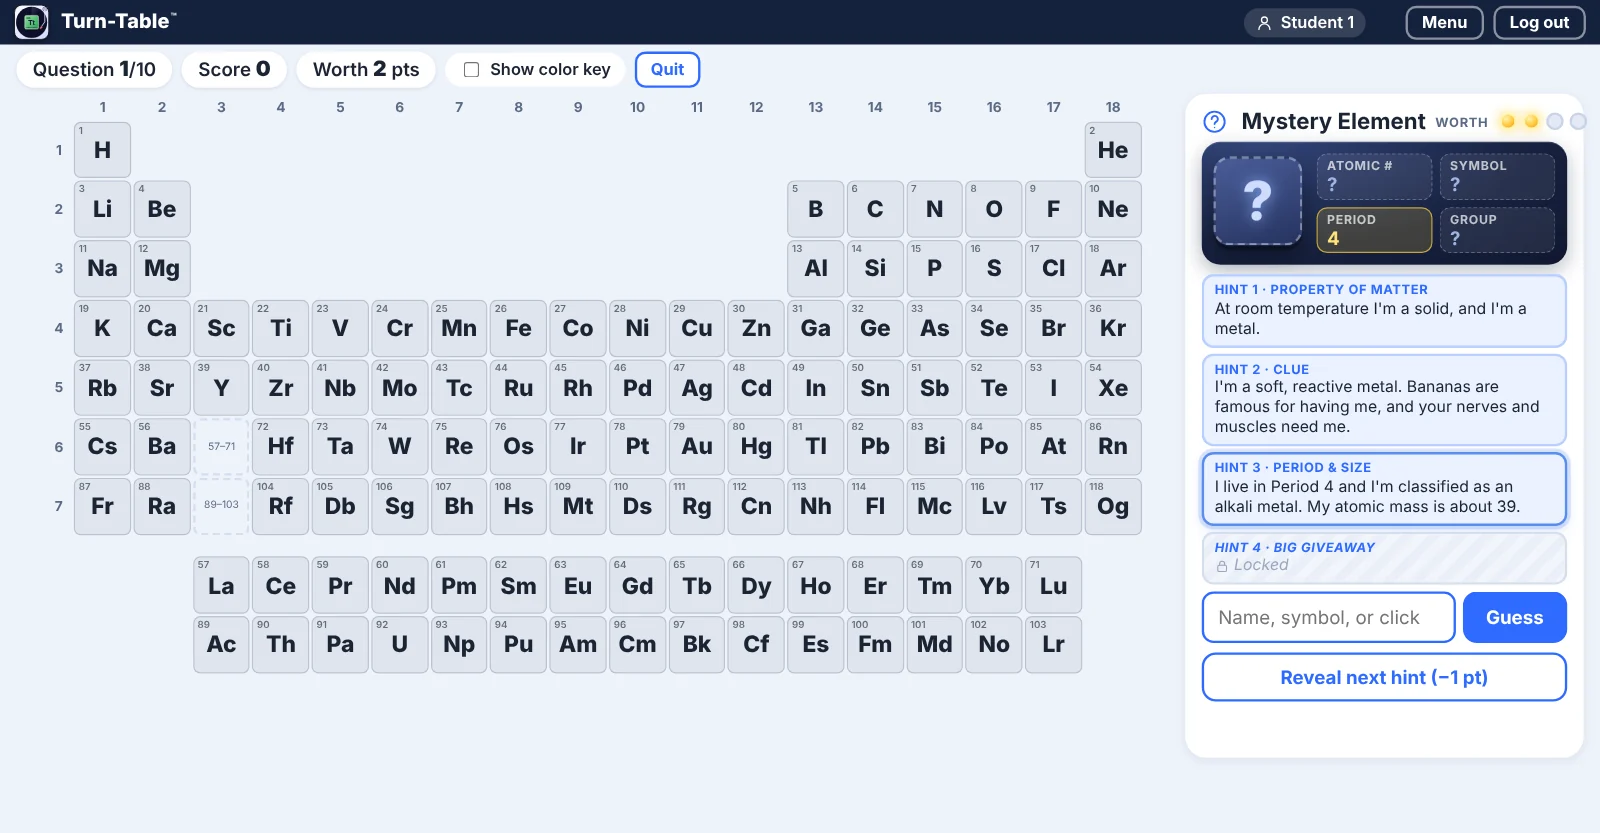 Turn-Table™
Student 1
Menu
Log out
Question 1/10
Score 0
Worth 2 pts
Show color key
Quit
1 2 3 4 5 6 7 8 9 10 11 12 13 14 15 16 17 18
1 2
1 H He
3 4 5 6 7 8 9 10
2 Li Be B C N O F Ne
11 12 13 14 15 16 17 18
3 Na Mg Al Si P S Cl Ar
19 20 21 22 23 24 25 26 27 28 29 30 31 32 33 34 35 36
4 K Ca Sc Ti V Cr Mn Fe Co Ni Cu Zn Ga Ge As Se Br Kr
37 38 39 40 41 42 43 44 45 46 47 48 49 50 51 52 53 54
5 Rb Sr Y Zr Nb Mo Tc Ru Rh Pd Ag Cd In Sn Sb Te I Xe
55 56 72 73 74 75 76 77 78 79 80 81 82 83 84 85 86
6 Cs Ba 57–71 Hf Ta W Re Os Ir Pt Au Hg Tl Pb Bi Po At Rn
87 88 104 105 106 107 108 109 110 111 112 113 114 115 116 117 118
7 Fr Ra 89–103 Rf Db Sg Bh Hs Mt Ds Rg Cn Nh Fl Mc Lv Ts Og
57 58 59 60 61 62 63 64 65 66 67 68 69 70 71
La Ce Pr Nd Pm Sm Eu Gd Tb Dy Ho Er Tm Yb Lu
89 90 91 92 93 94 95 96 97 98 99 100 101 102 103
Ac Th Pa U Np Pu Am Cm Bk Cf Es Fm Md No Lr
Mystery Element WORTH
?
ATOMIC #
?
SYMBOL
?
PERIOD
4
GROUP
?
HINT 1 · PROPERTY OF MATTER
At room temperature I'm a solid, and I'm a
metal.
HINT 2 · CLUE
I'm a soft, reactive metal. Bananas are
famous for having me, and your nerves and
muscles need me.
HINT 3 · PERIOD & SIZE
I live in Period 4 and I'm classified as an
alkali metal. My atomic mass is about 39.
HINT 4 · BIG GIVEAWAY
Locked
Name, symbol, or click
Guess
Reveal next hint (−1 pt)